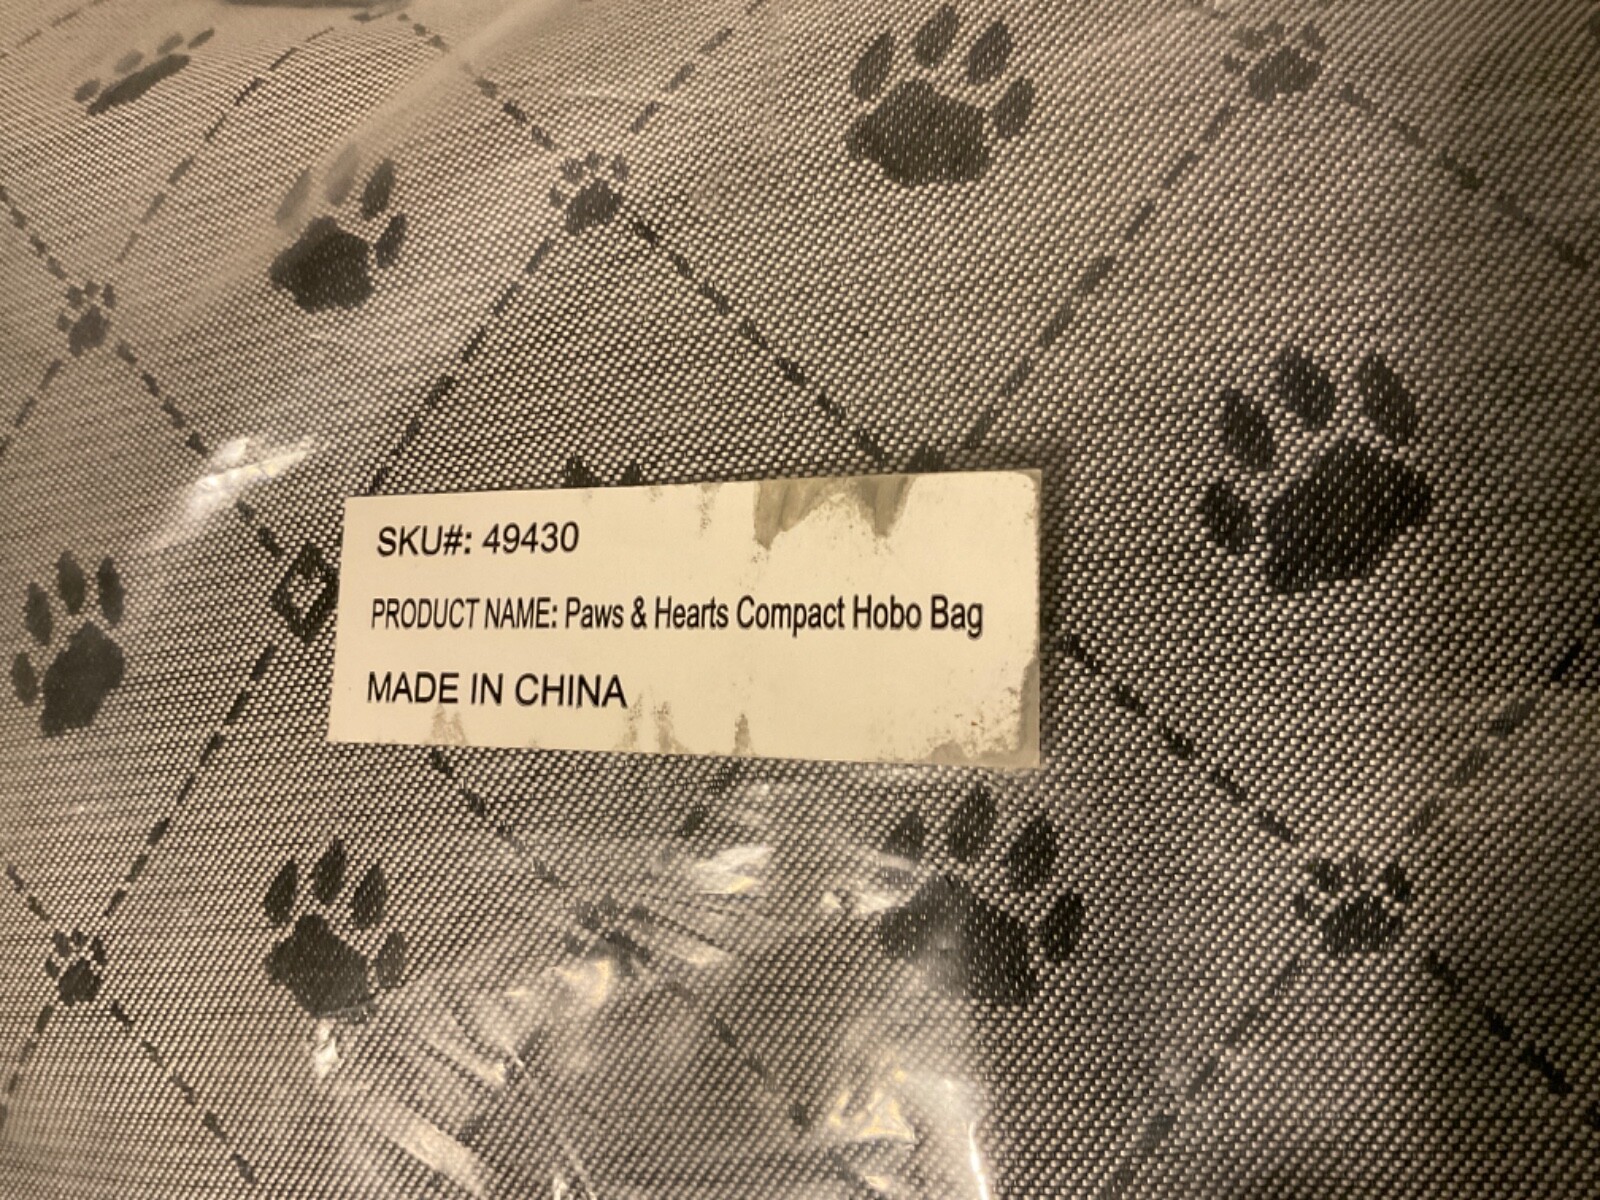 SKU#: 49430
PRODUCT NAME: Paws & Hearts Compact Hobo Bag
MADE IN CHINA